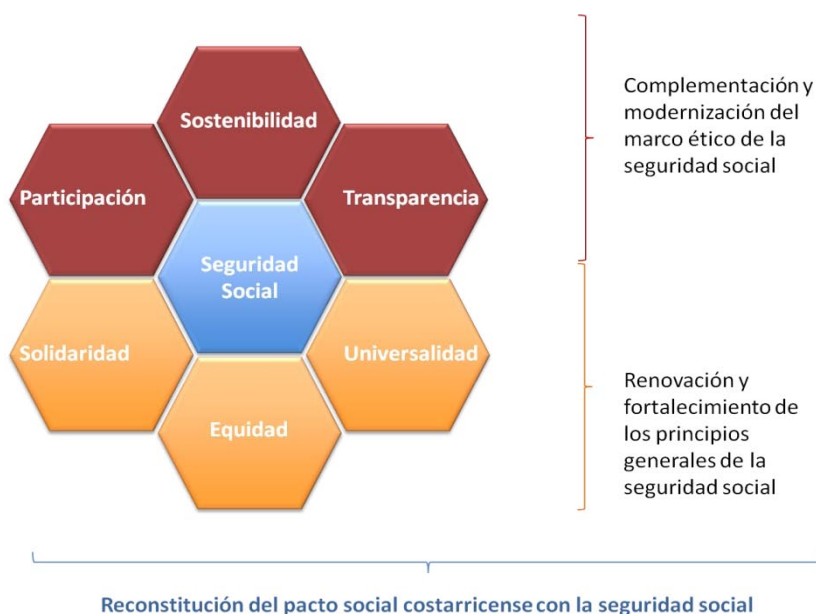 Sostenibilidad
Participación
Transparencia
Seguridad
Social
Solidaridad
Universalidad
Equidad
Complementación y
modernización del
marco ético de la
seguridad social
Renovación y
fortalecimiento de
los principios
generales de la
seguridad social
Reconstitución del pacto social costarricense con la seguridad social